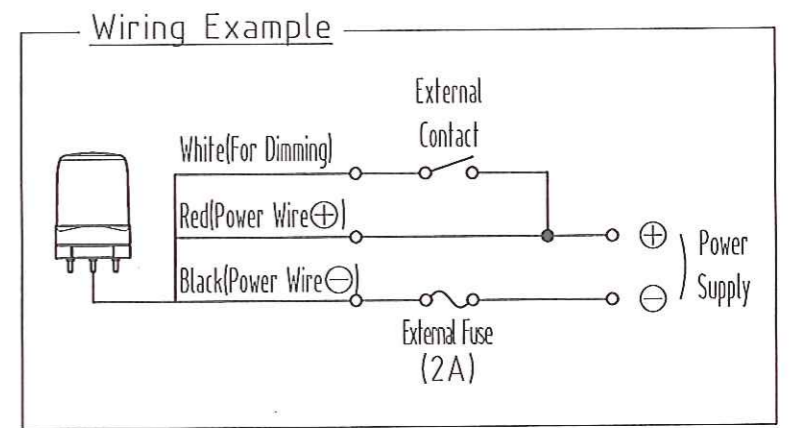 Wiring Example
External
Contact
White(For Dimming)
Red(Power Wire⊕)
Black(Power Wire⊖)
External Fuse
(2A)
⊕
⊖
Power
Supply